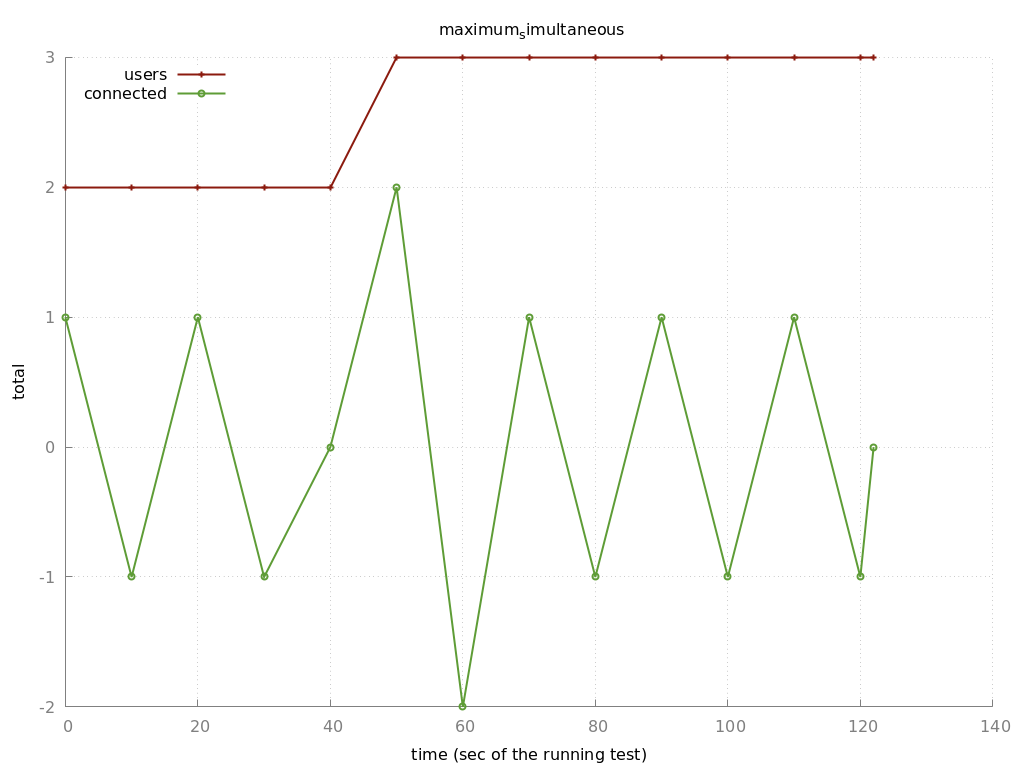 maximumsimultaneous
users
connected
3
2
1
0
-1
-2
total
0 20 40 60 80 100 120 140
time (sec of the running test)